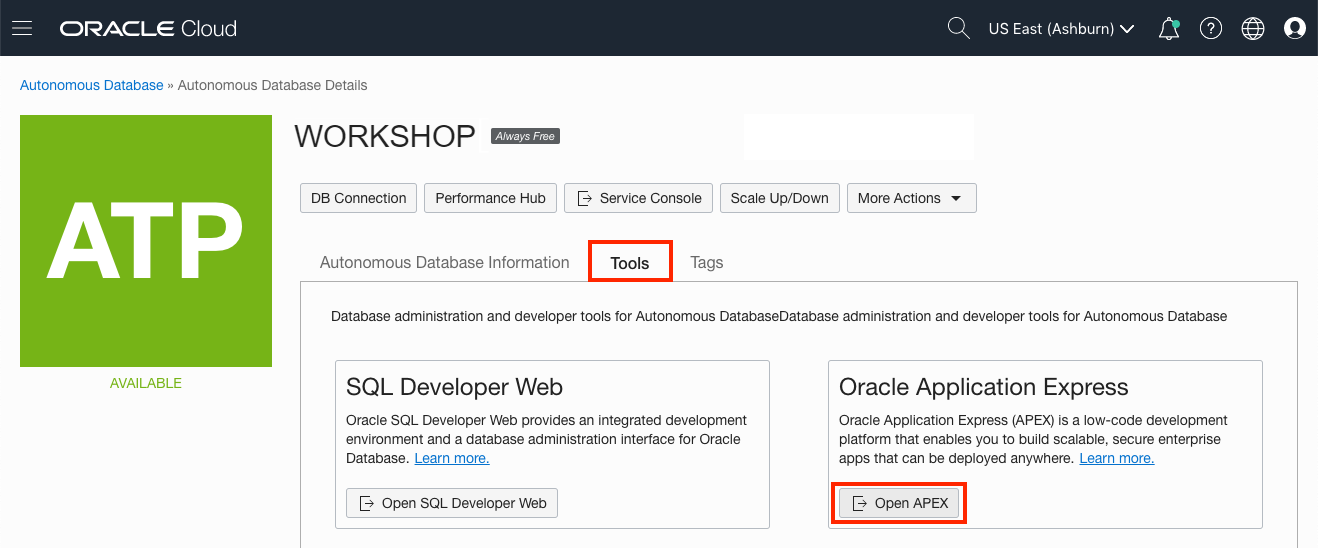 ORACLE Cloud
US East (Ashburn)
Autonomous Database » Autonomous Database Details
ATP
AVAILABLE
WORKSHOP Always Free
DB Connection Performance Hub Service Console Scale Up/Down More Actions
Autonomous Database Information Tools Tags
Database administration and developer tools for Autonomous DatabaseDatabase administration and developer tools for Autonomous Database
SQL Developer Web
Oracle SQL Developer Web provides an integrated development
environment and a database administration interface for Oracle
Database. Learn more.
Open SQL Developer Web
Oracle Application Express
Oracle Application Express (APEX) is a low-code development
platform that enables you to build scalable, secure enterprise
apps that can be deployed anywhere. Learn more.
Open APEX